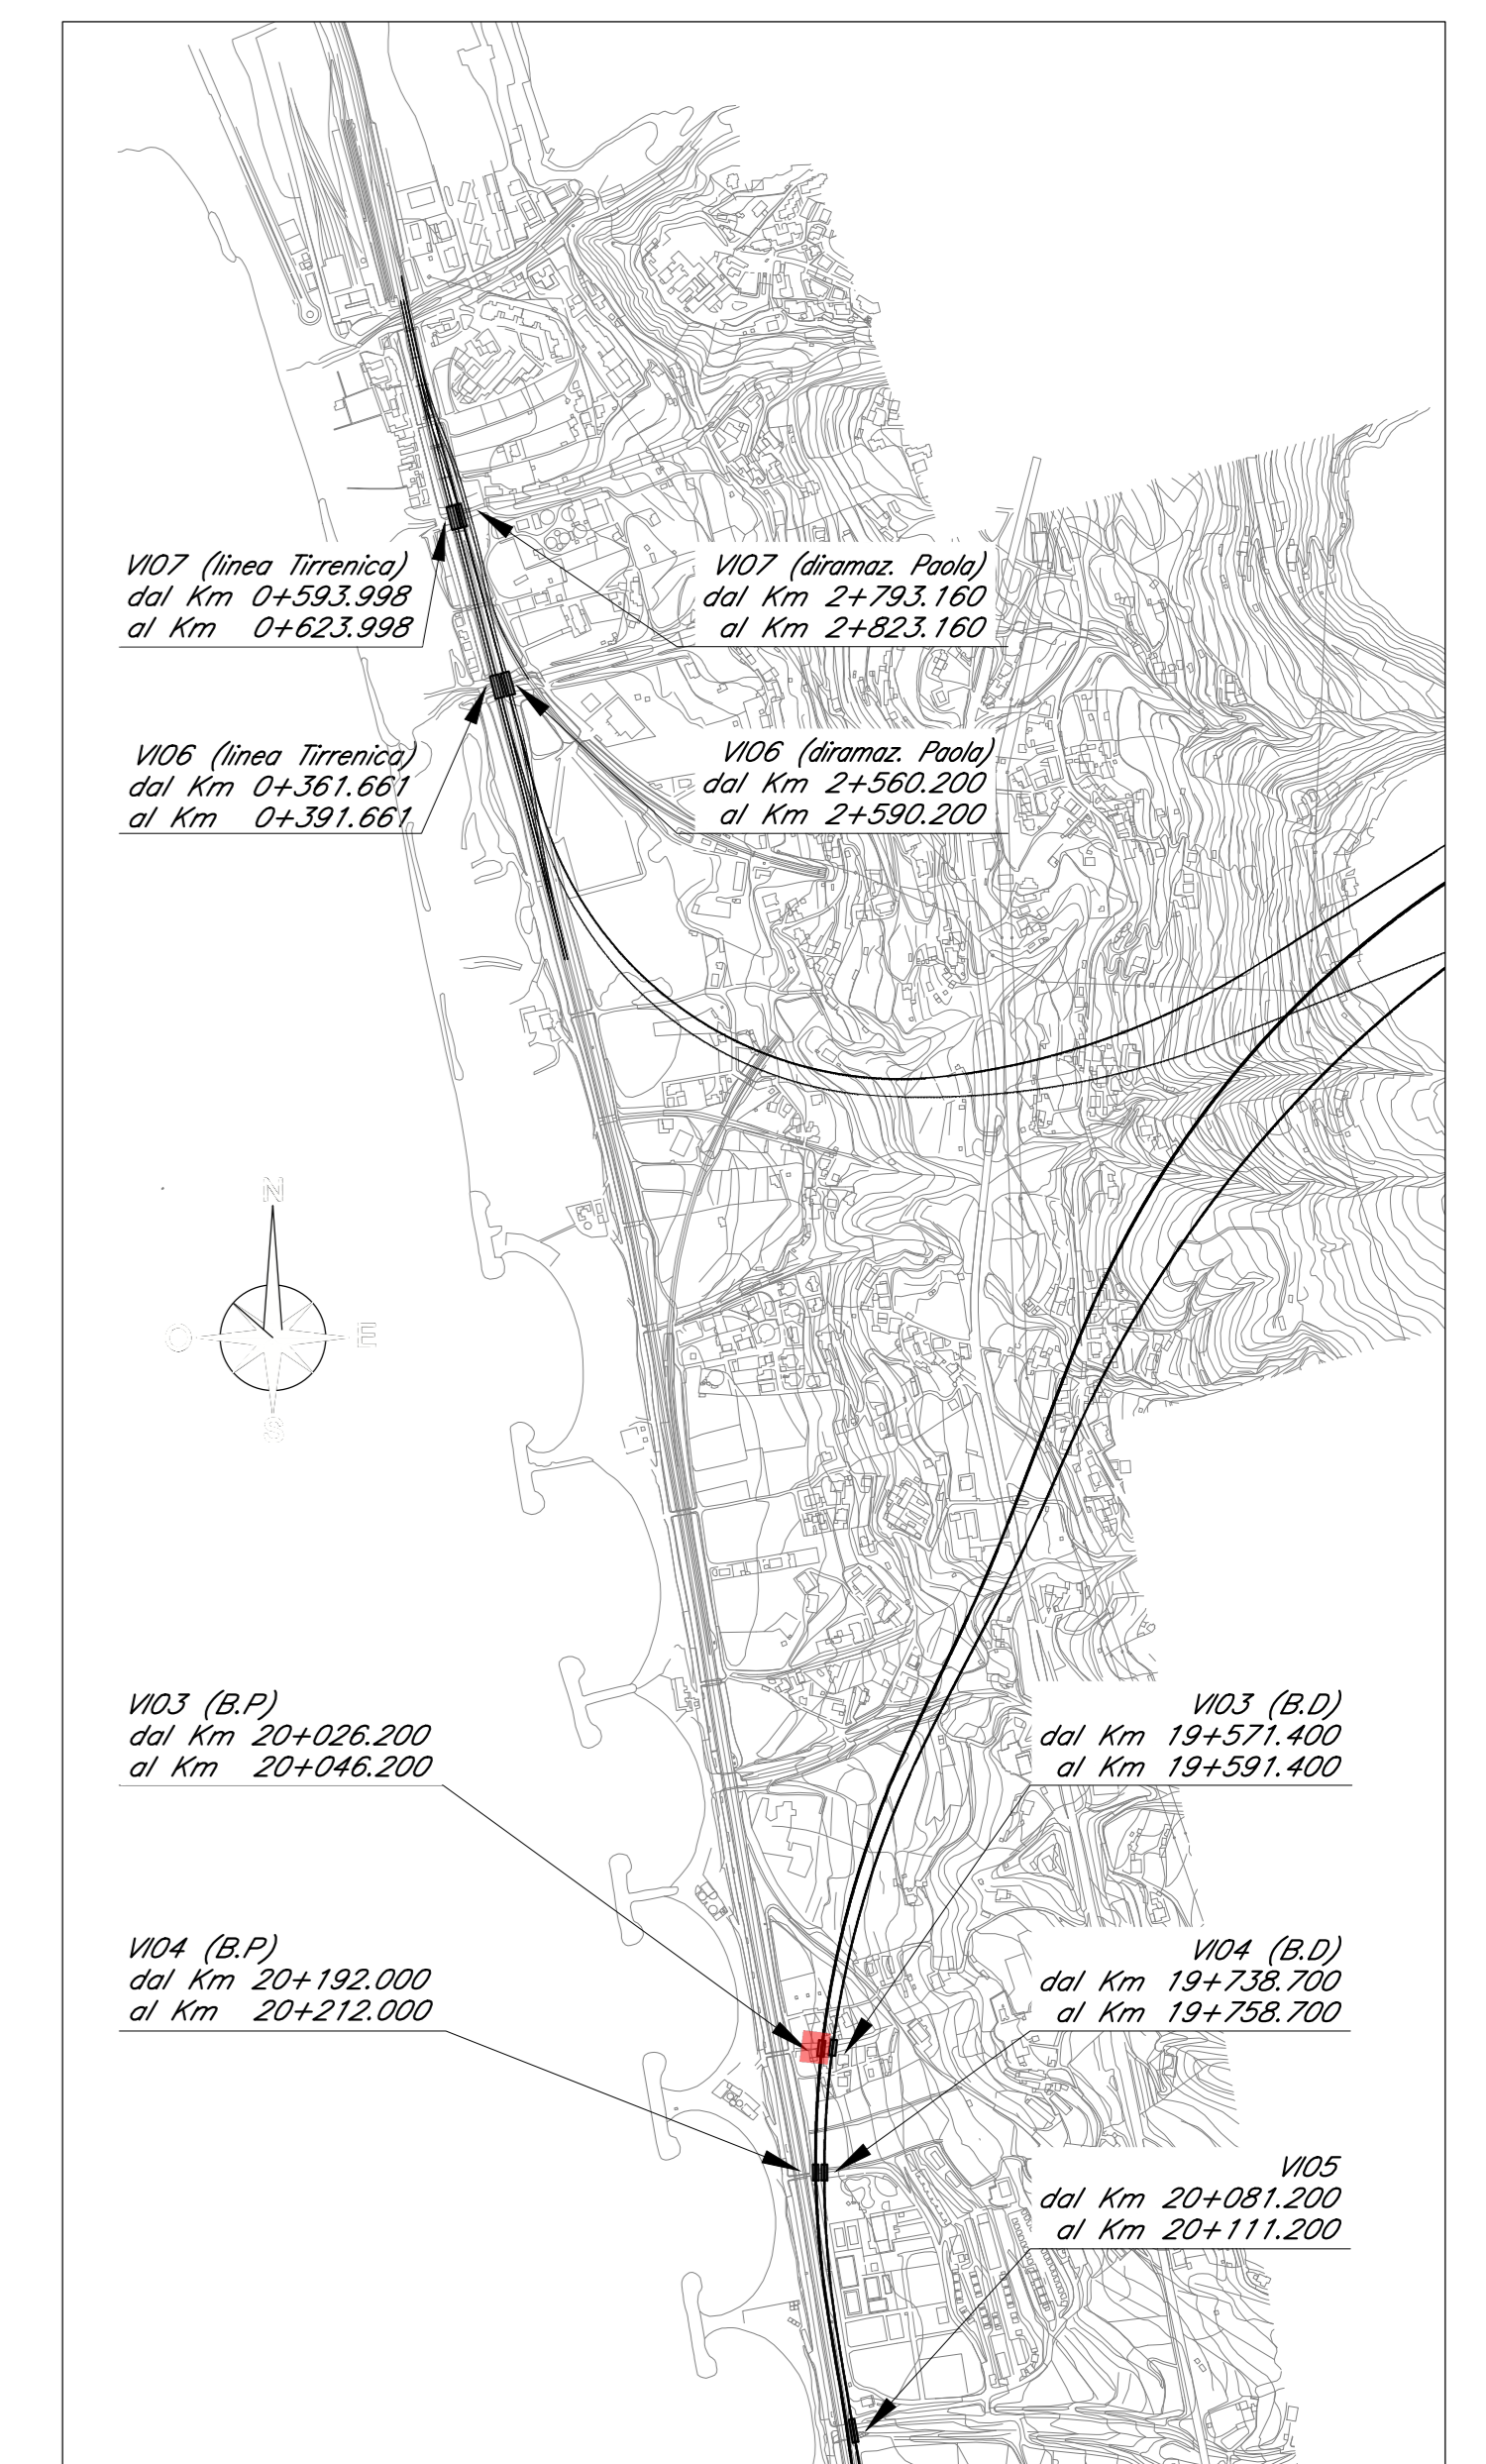 VI07 (linea Tirrenica)
dal Km 0+593.998
al Km 0+623.998
VI07 (diramaz. Paola)
dal Km 2+793.160
al Km 2+823.160
VI06 (linea Tirrenica)
dal Km 0+361.661
al Km 0+391.661
VI06 (diramaz. Paola)
dal Km 2+560.200
al Km 2+590.200
N
O
E
S
VI03 (B.P)
dal Km 20+026.200
al Km 20+046.200
VI03 (B.D)
dal Km 19+571.400
al Km 19+591.400
VI04 (B.P)
dal Km 20+192.000
al Km 20+212.000
VI04 (B.D)
dal Km 19+738.700
al Km 19+758.700
VI05
dal Km 20+081.200
al Km 20+111.200